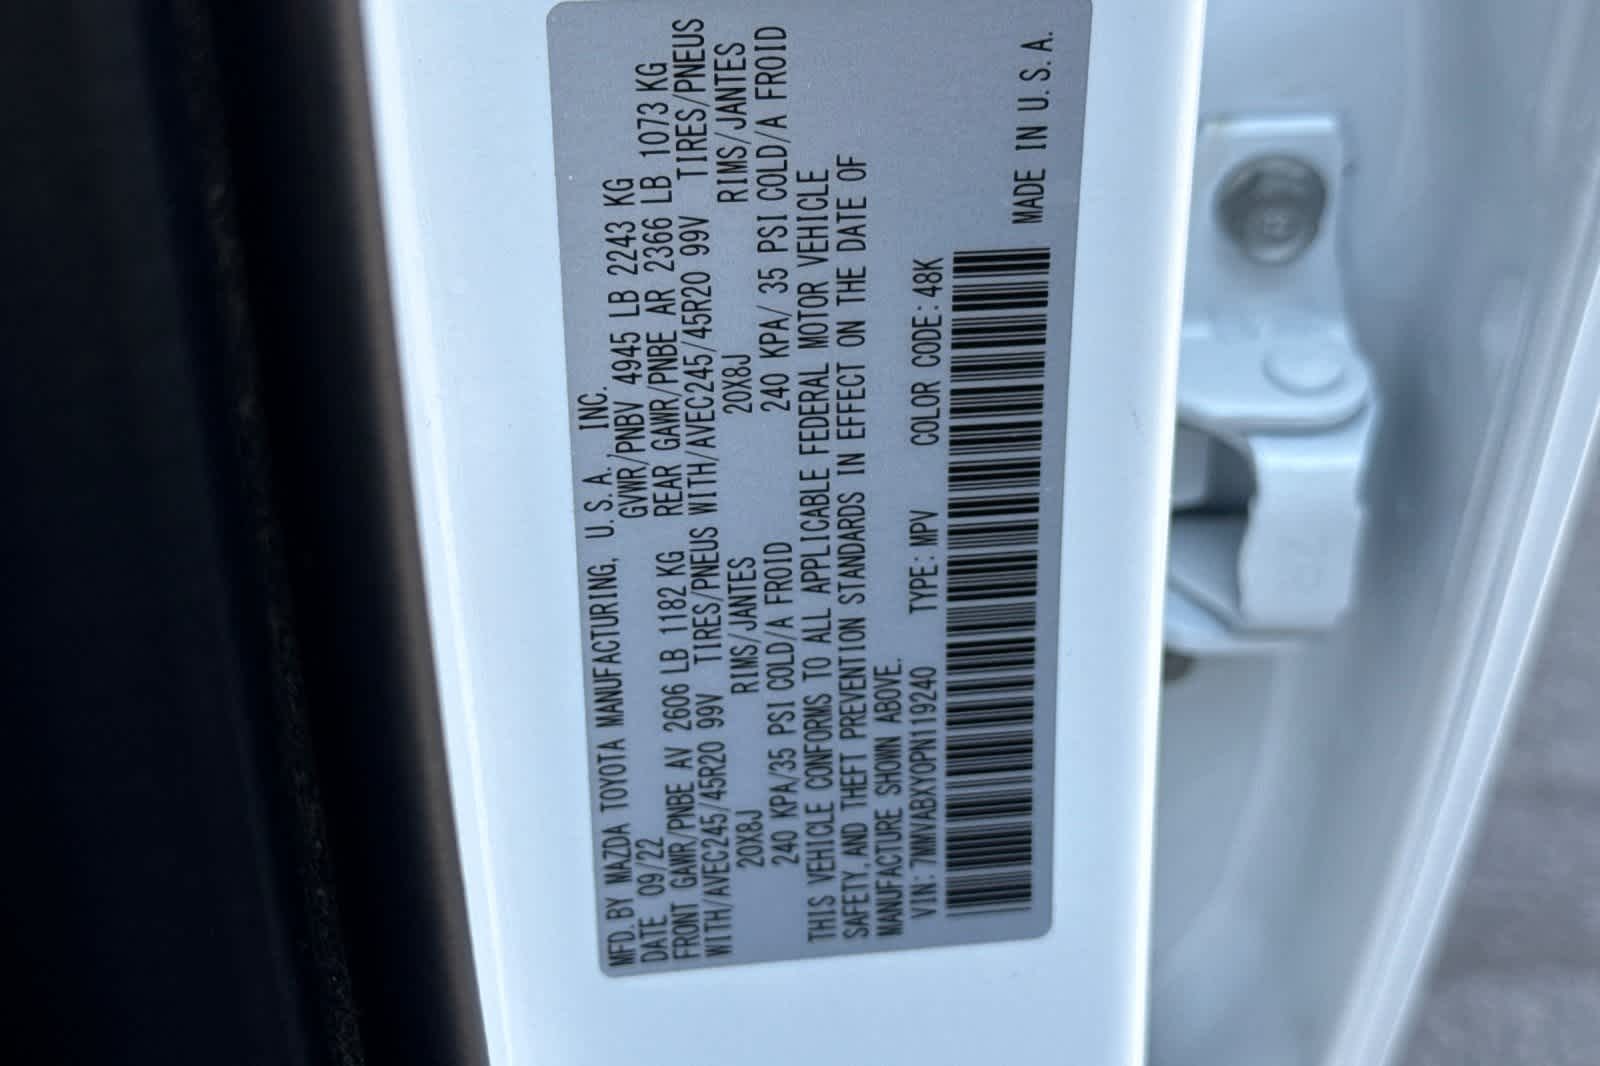 MFD. BY MAZDA TOYOTA MANUFACTURING, U. S. A. INC.
DATE 09/22 GVWR/PNBV 4945 LB 2243 KG
FRONT GAWR/PNBE AV 2606 LB 1182 KG REAR GAWR/PNBE AR 2366 LB 1073 KG
WITH/AVEC245/45R20 99V TIRES/PNEUS WITH/AVEC245/45R20 99V TIRES/PNEUS
20X8J RIMS/JANTES 20X8J RIMS/JANTES
240 KPA/35 PSI COLD/A FROID 240 KPA/ 35 PSI COLD/A FROID
THIS VEHICLE CONFORMS TO ALL APPLICABLE FEDERAL MOTOR VEHICLE
SAFETY, AND THEFT PREVENTION STANDARDS IN EFFECT ON THE DATE OF
MANUFACTURE SHOWN ABOVE.
VIN: 7MMVABXY0PN119240 TYPE: MPV COLOR CODE: 48K
MADE IN U. S. A.